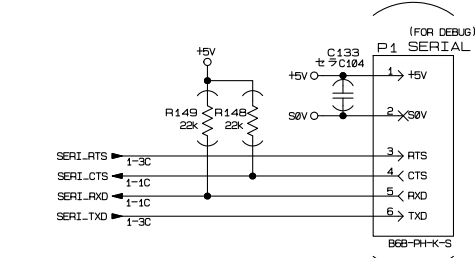 (FOR DEBUG)
P1 SERIAL
C133
セラC104
+5V
+5V
1
+5V
S0V
2
S0V
R149
22k
R148
22k
SERI_RTS
1-3C
3
RTS
SERI_CTS
1-1C
4
CTS
SERI_RXD
1-1C
5
RXD
SERI_TXD
1-3C
6
TXD
B6B-PH-K-S